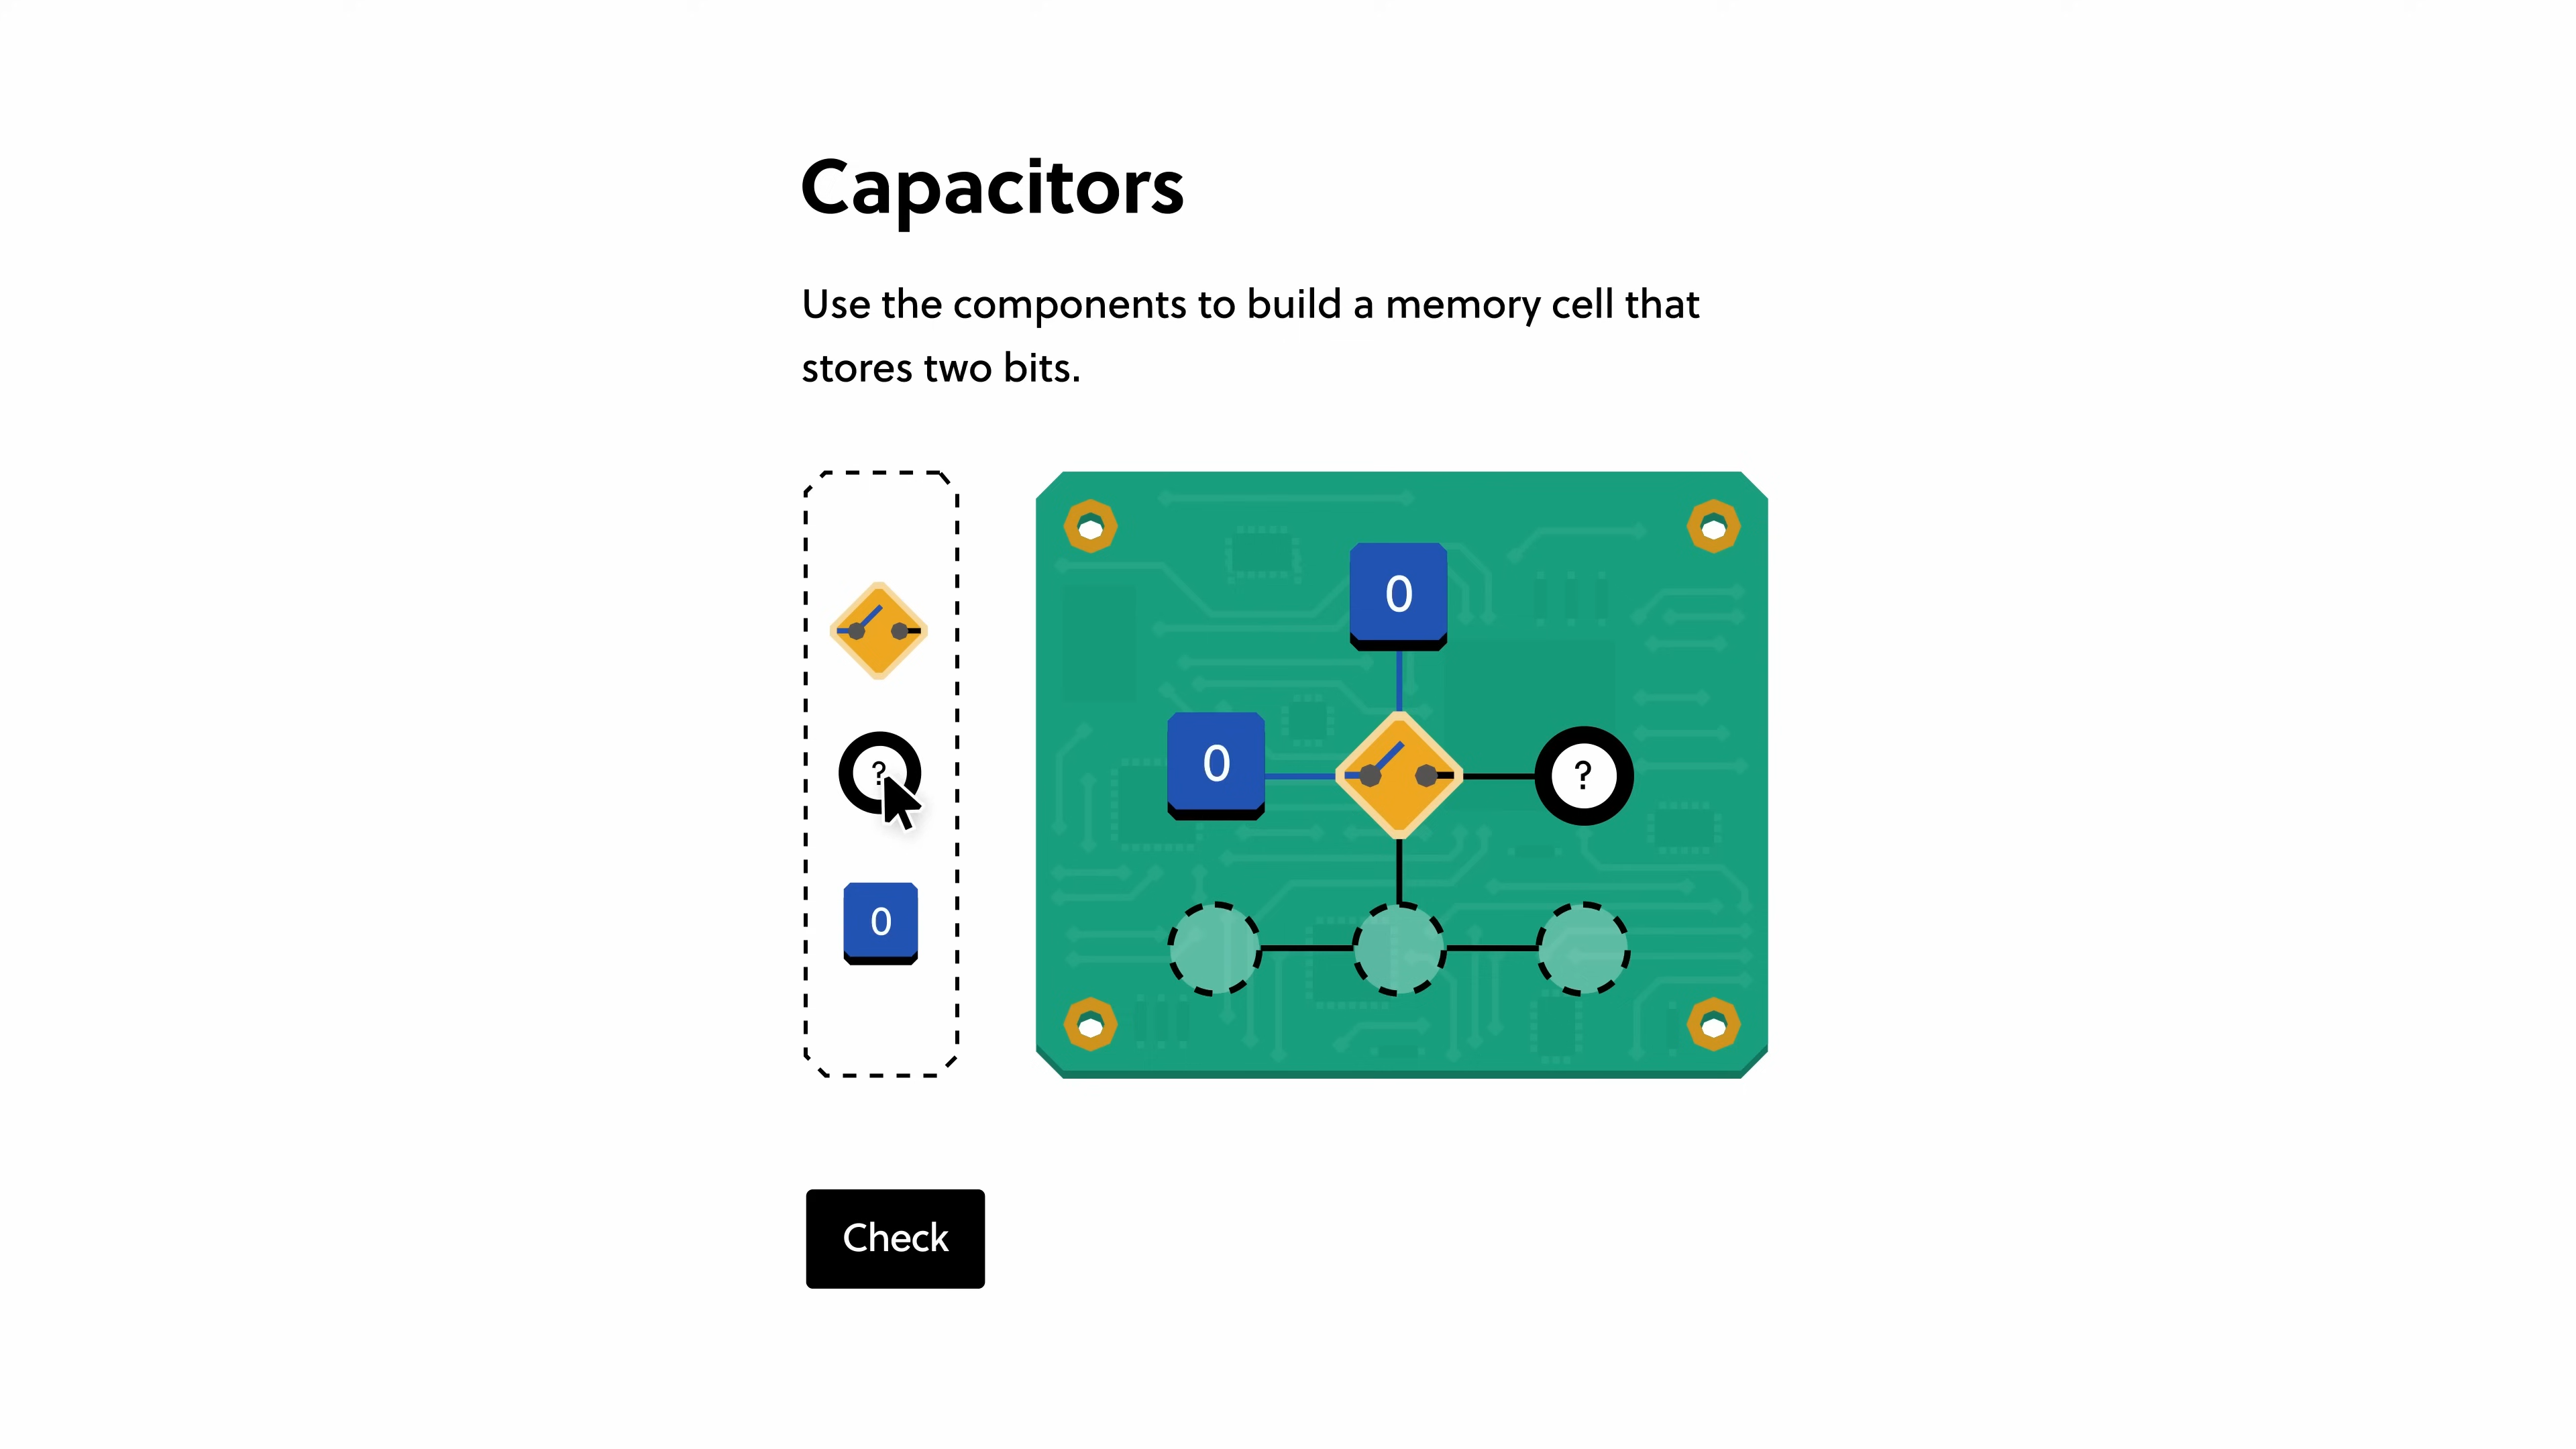 Capacitors
Use the components to build a memory cell that
stores two bits.
0
?
0
0
?
Check